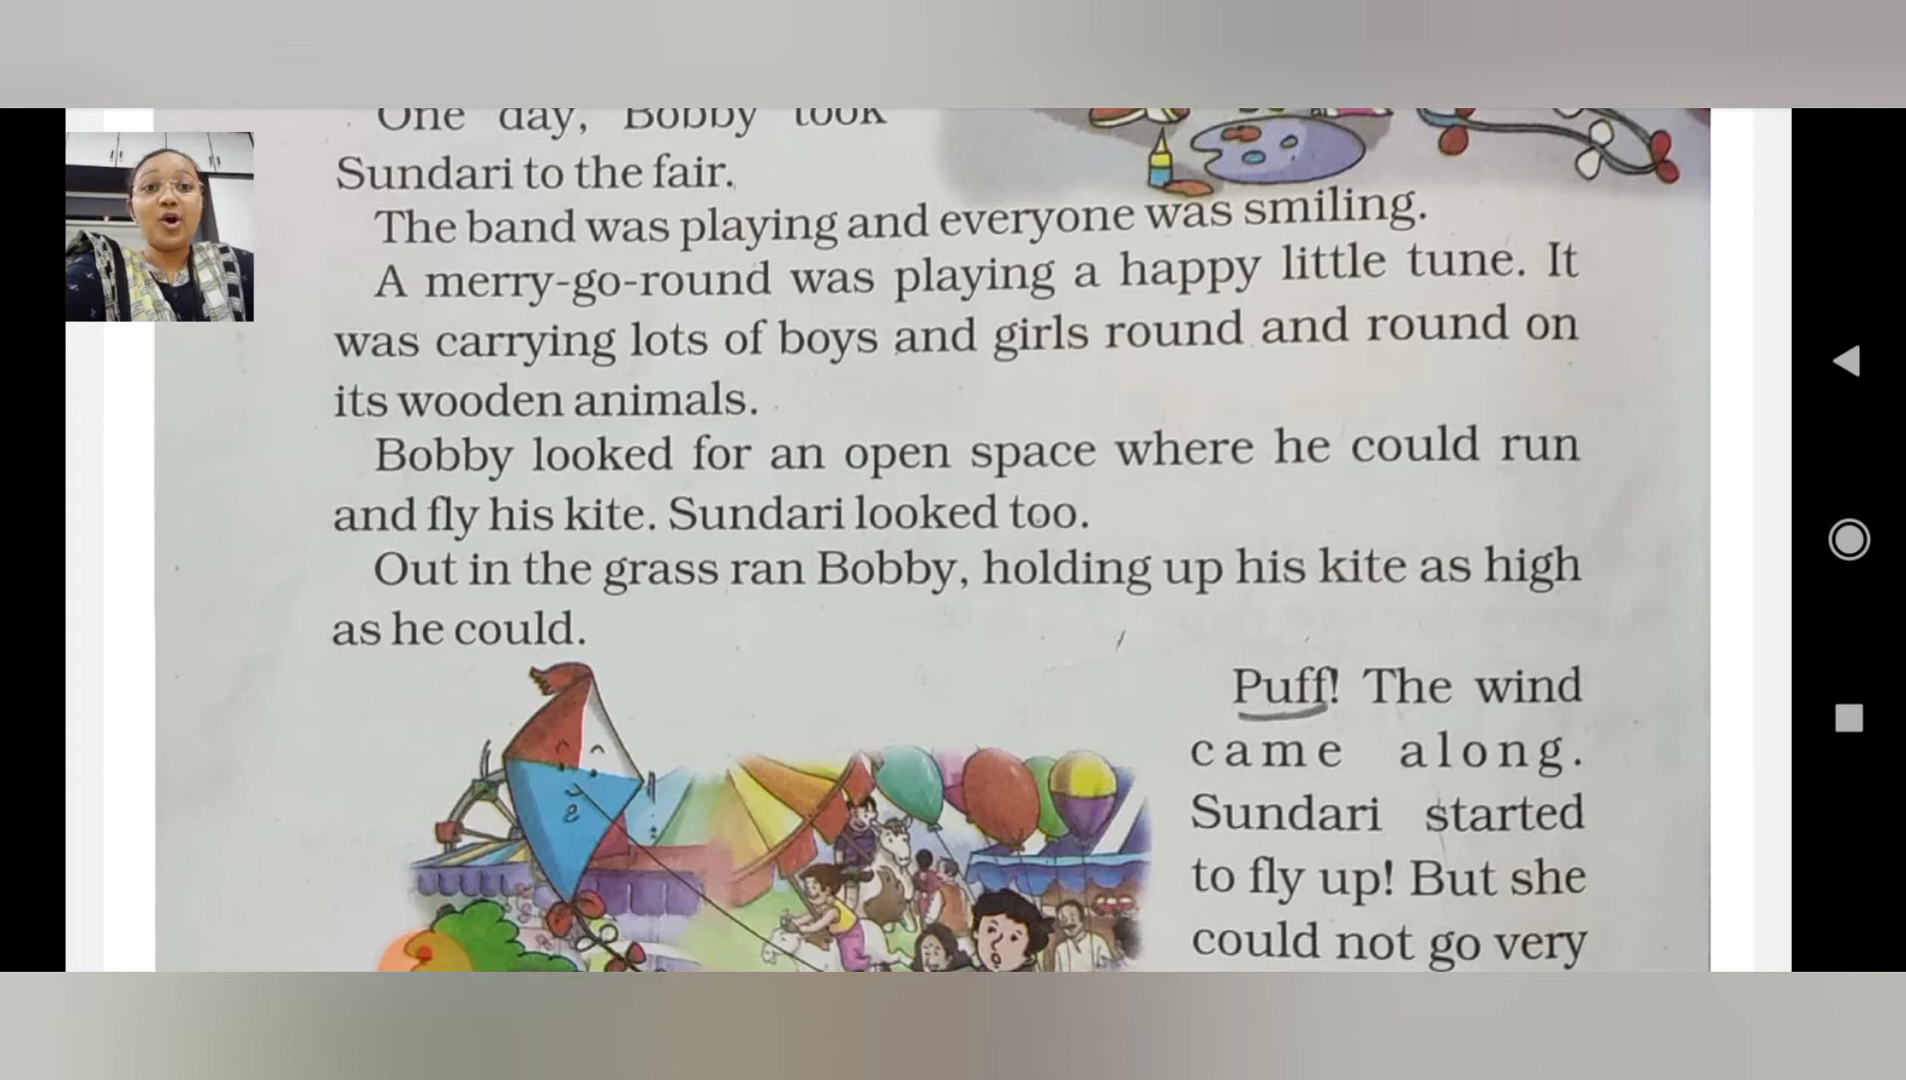 One day, Bobby took
Sundari to the fair.
The band was playing and everyone was smiling.
A merry-go-round was playing a happy little tune. It
was carrying lots of boys and girls round and round on
its wooden animals.
Bobby looked for an open space where he could run
and fly his kite. Sundari looked too.
Out in the grass ran Bobby, holding up his kite as high
as he could.
Puff! The wind
came along.
Sundari started
to fly up! But she
could not go very